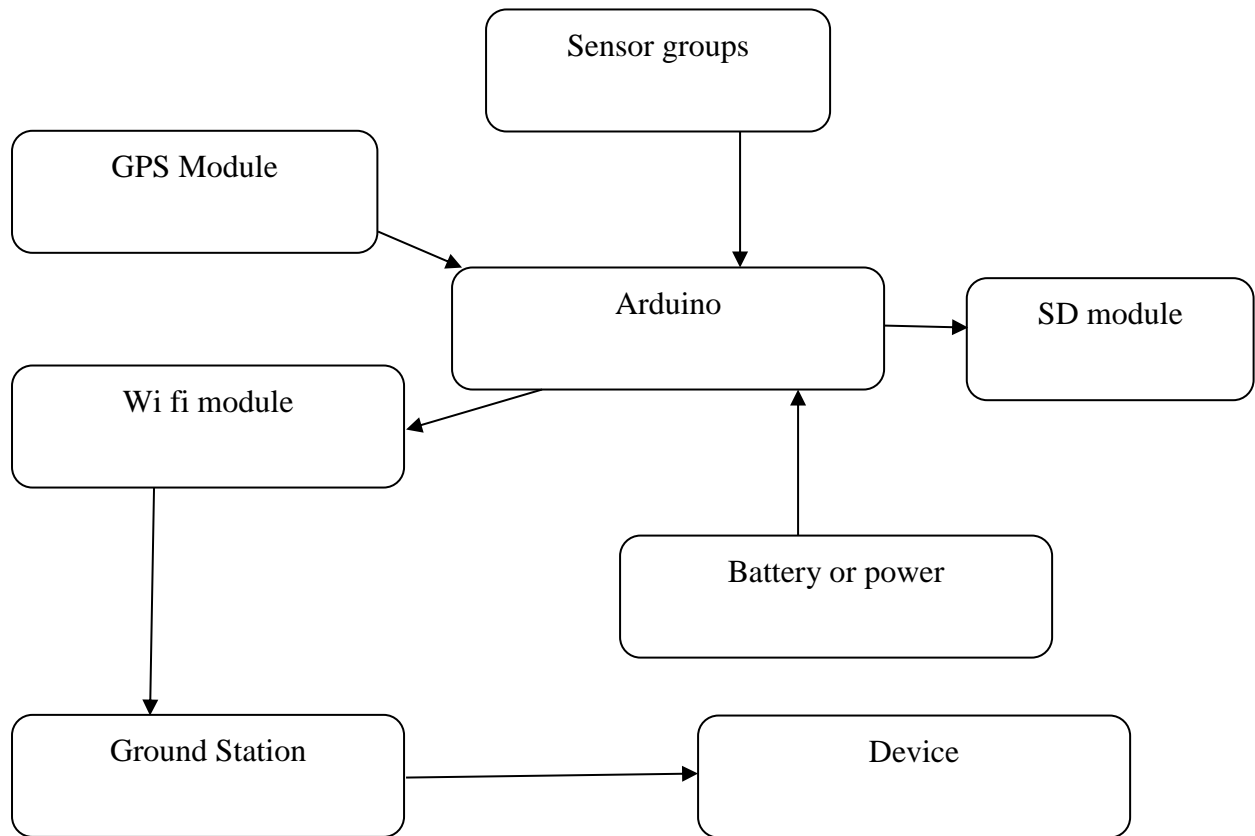 Sensor groups
GPS Module
Arduino
SD module
Wi fi module
Battery or power
Ground Station
Device